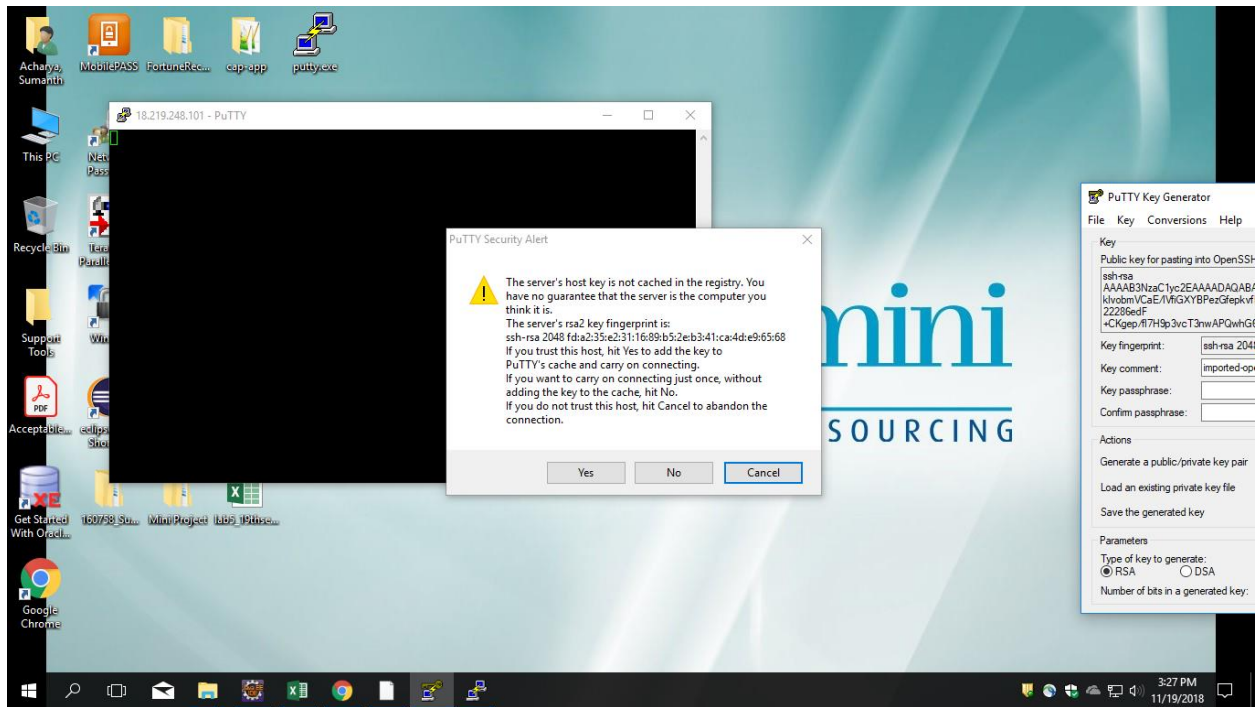 Acharya,
Sumanth
MobilePASS
FortuneRec...
cap-app
putty.exe
This PC
Recycle Bin
Support
Tools
Acceptable...
Get Started
With Oracl...
160758_Su...
Mini Project
Google
Chrome
18.219.248.101 - PuTTY
PuTTY Security Alert
The server's host key is not cached in the registry. You
have no guarantee that the server is the computer you
think it is.
The server's rsa2 key fingerprint is:
ssh-rsa 2048 fd:a2:35:e2:31:16:89:b5:2e:b3:41:ca:4d:e9:65:68
If you trust this host, hit Yes to add the key to
PuTTY's cache and carry on connecting.
If you want to carry on connecting just once, without
adding the key to the cache, hit No.
If you do not trust this host, hit Cancel to abandon the
connection.
Yes
No
Cancel
mini
SOURCING
PuTTY Key Generator
File Key Conversions Help
Key
Public key for pasting into OpenSSH
ssh-rsa
22286edF
Key fingerprint: ssh-rsa 2048
Key comment: imported-ope
Key passphrase:
Confirm passphrase:
Actions
Generate a public/private key pair
Load an existing private key file
Save the generated key
Parameters
Type of key to generate:
RSA DSA
Number of bits in a generated key:
3:27 PM
11/19/2018